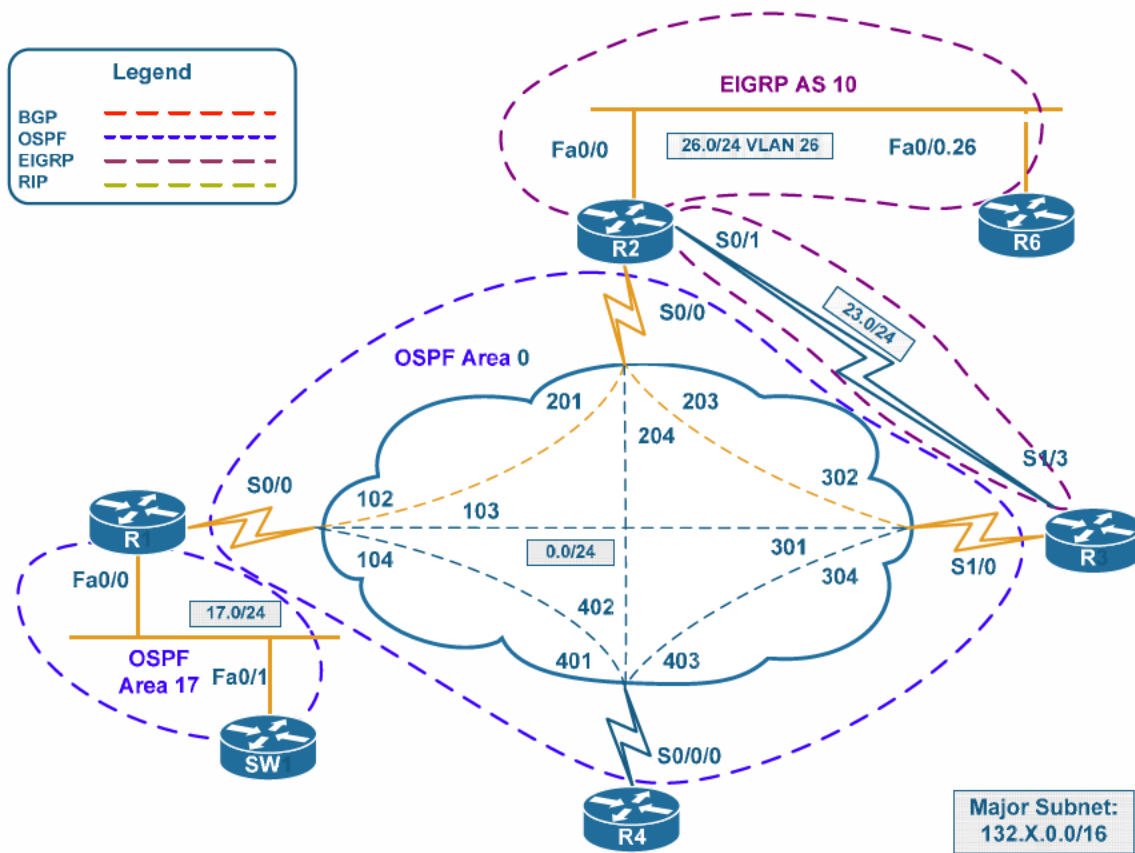 Legend
BGP
OSPF
EIGRP
RIP
EIGRP AS 10
Fa0/0
26.0/24 VLAN 26
Fa0/0.26
R2
R6
S0/1
S0/0
23.0/24
OSPF Area 0
201
203
204
S1/3
302
S0/0
102
103
R1
0.0/24
301
R3
104
304
S1/0
Fa0/0
17.0/24
402
401
403
OSPF
Area 17
Fa0/1
SW1
S0/0/0
R4
Major Subnet:
132.X.0.0/16